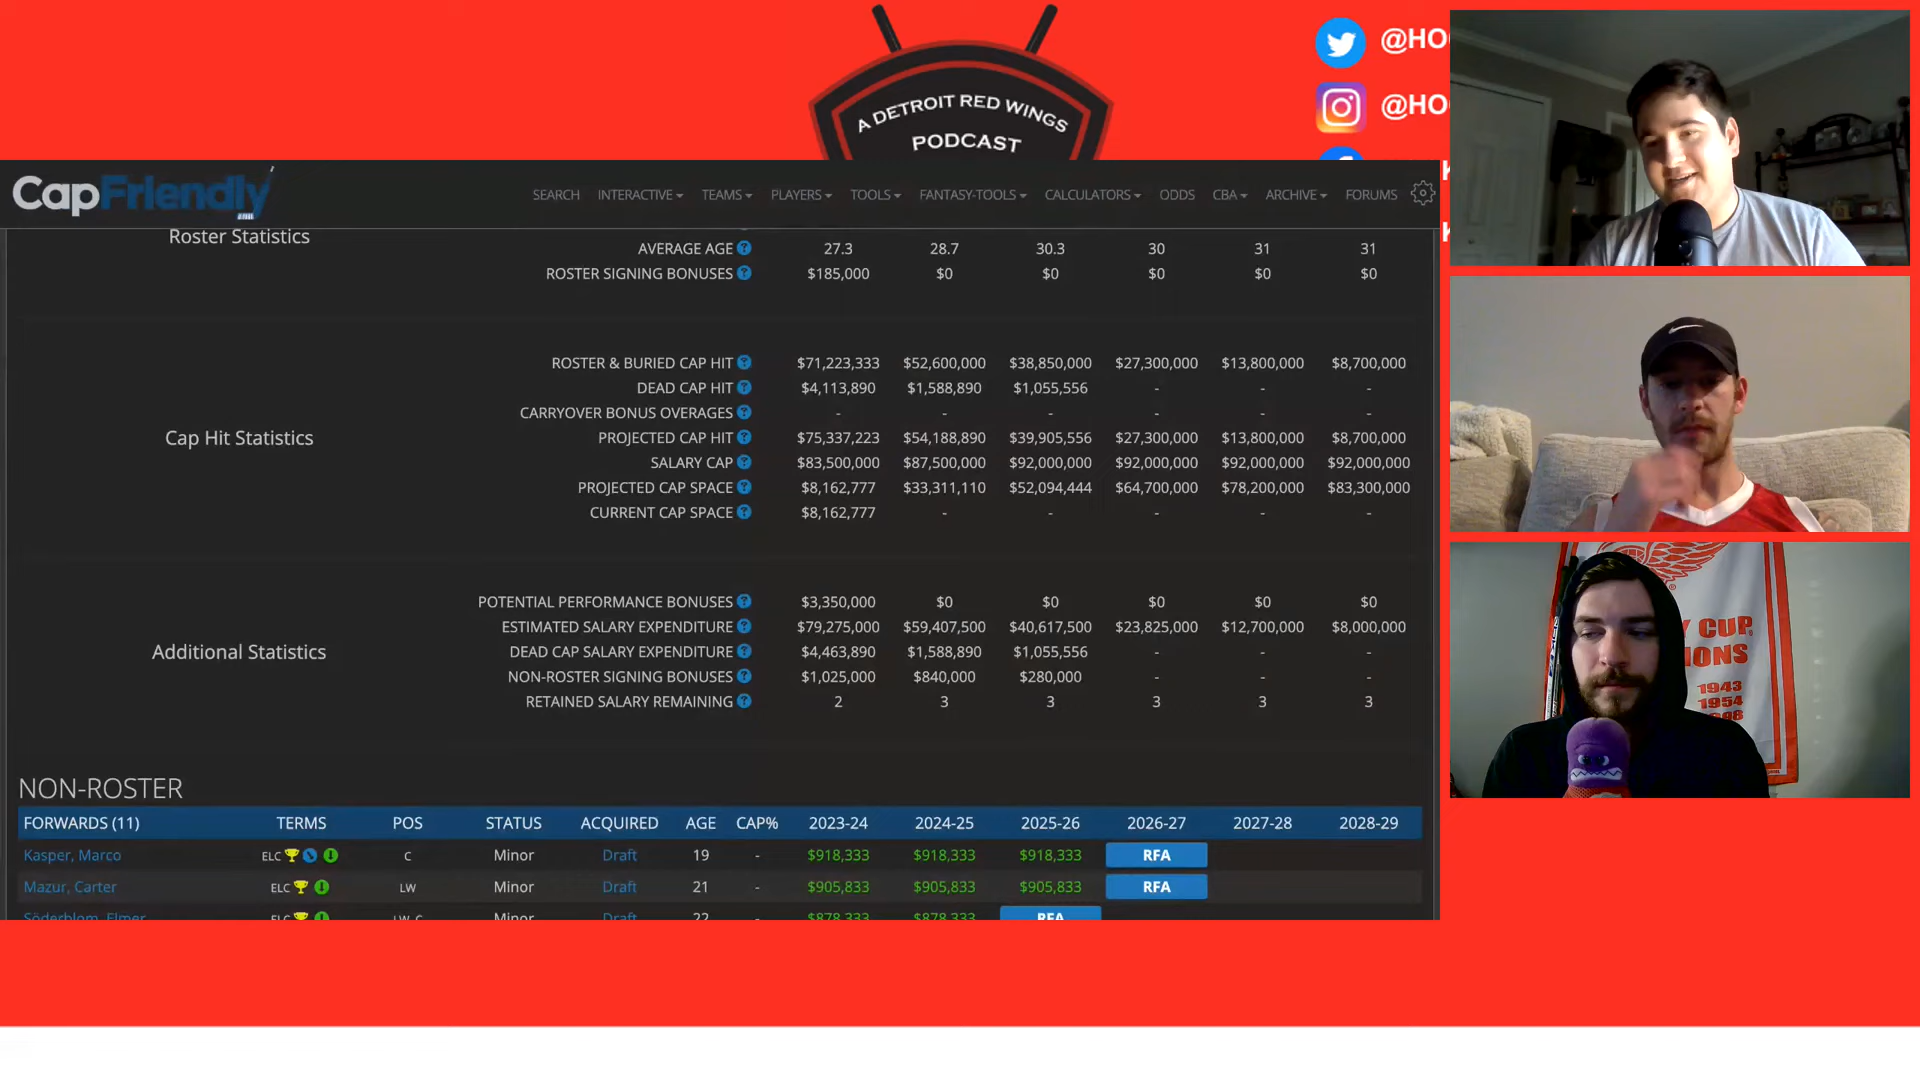 A DETROIT RED WINGS
PODCAST
@HO
@HO
CapFriendly
.COM
SEARCH INTERACTIVE TEAMS PLAYERS TOOLS FANTASY-TOOLS CALCULATORS ODDS CBA ARCHIVE FORUMS
Roster Statistics
AVERAGE AGE 27.3 28.7 30.3 30 31 31
ROSTER SIGNING BONUSES $185,000 $0 $0 $0 $0 $0
Cap Hit Statistics
ROSTER & BURIED CAP HIT $71,223,333 $52,600,000 $38,850,000 $27,300,000 $13,800,000 $8,700,000
DEAD CAP HIT $4,113,890 $1,588,890 $1,055,556 - - -
CARRYOVER BONUS OVERAGES - - - - - -
PROJECTED CAP HIT $75,337,223 $54,188,890 $39,905,556 $27,300,000 $13,800,000 $8,700,000
SALARY CAP $83,500,000 $87,500,000 $92,000,000 $92,000,000 $92,000,000 $92,000,000
PROJECTED CAP SPACE $8,162,777 $33,311,110 $52,094,444 $64,700,000 $78,200,000 $83,300,000
CURRENT CAP SPACE $8,162,777 - - - - -
Additional Statistics
POTENTIAL PERFORMANCE BONUSES $3,350,000 $0 $0 $0 $0 $0
ESTIMATED SALARY EXPENDITURE $79,275,000 $59,407,500 $40,617,500 $23,825,000 $12,700,000 $8,000,000
DEAD CAP SALARY EXPENDITURE $4,463,890 $1,588,890 $1,055,556 - - -
NON-ROSTER SIGNING BONUSES $1,025,000 $840,000 $280,000 - - -
RETAINED SALARY REMAINING 2 3 3 3 3 3
NON-ROSTER
FORWARDS (11) TERMS POS STATUS ACQUIRED AGE CAP% 2023-24 2024-25 2025-26 2026-27 2027-28 2028-29
Kasper, Marco ELC C Minor Draft 19 - $918,333 $918,333 $918,333 RFA
Mazur, Carter ELC LW Minor Draft 21 - $905,833 $905,833 $905,833 RFA
Söderblom, Elmer ELC LW, C Minor Draft 22 - $878,333 $878,333 RFA
Y CUP
IONS
1943
1954